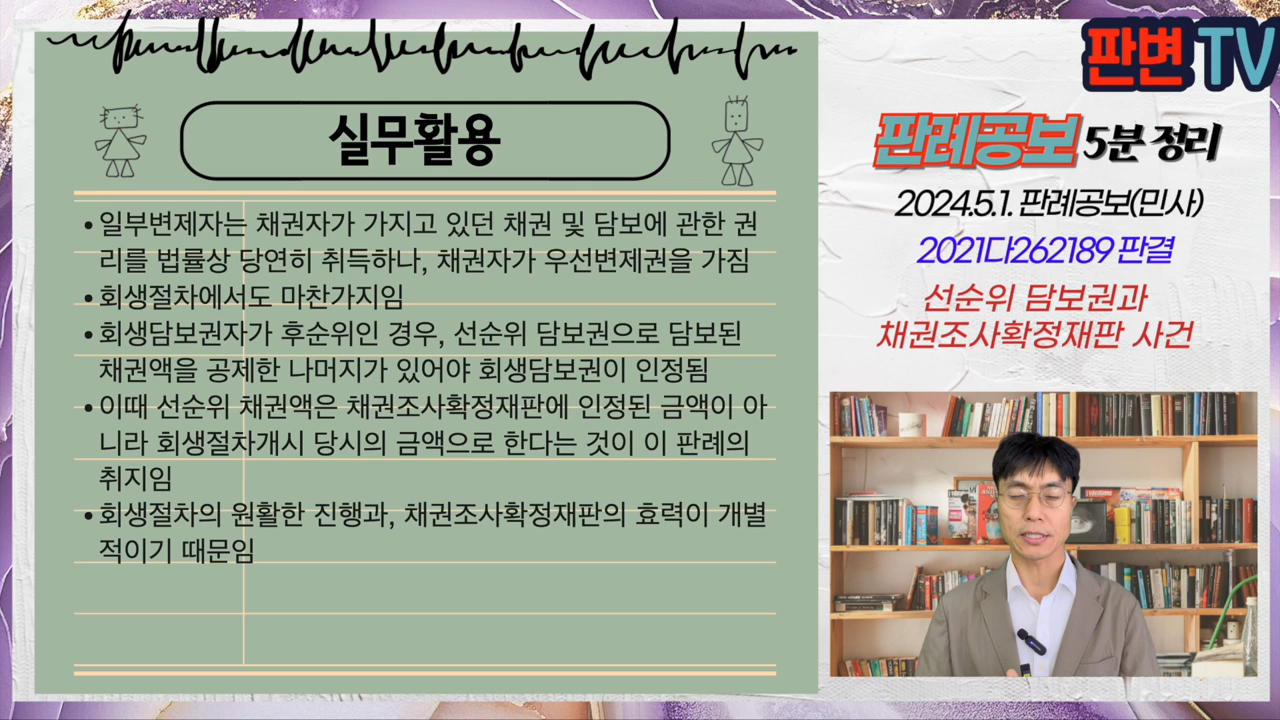 판변 TV
실무활용
• 일부변제자는 채권자가 가지고 있던 채권 및 담보에 관한 권
리를 법률상 당연히 취득하나, 채권자가 우선변제권을 가짐
• 회생절차에서도 마찬가지임
• 회생담보권자가 후순위인 경우, 선순위 담보권으로 담보된
채권액을 공제한 나머지가 있어야 회생담보권이 인정됨
• 이때 선순위 채권액은 채권조사확정재판에 인정된 금액이 아
니라 회생절차개시 당시의 금액으로 한다는 것이 이 판례의
취지임
• 회생절차의 원활한 진행과, 채권조사확정재판의 효력이 개별
적이기 때문임
판례공보 5분 정리
2024.5.1. 판례공보(민사)
2021다262189 판결
선순위 담보권과
채권조사확정재판 사건